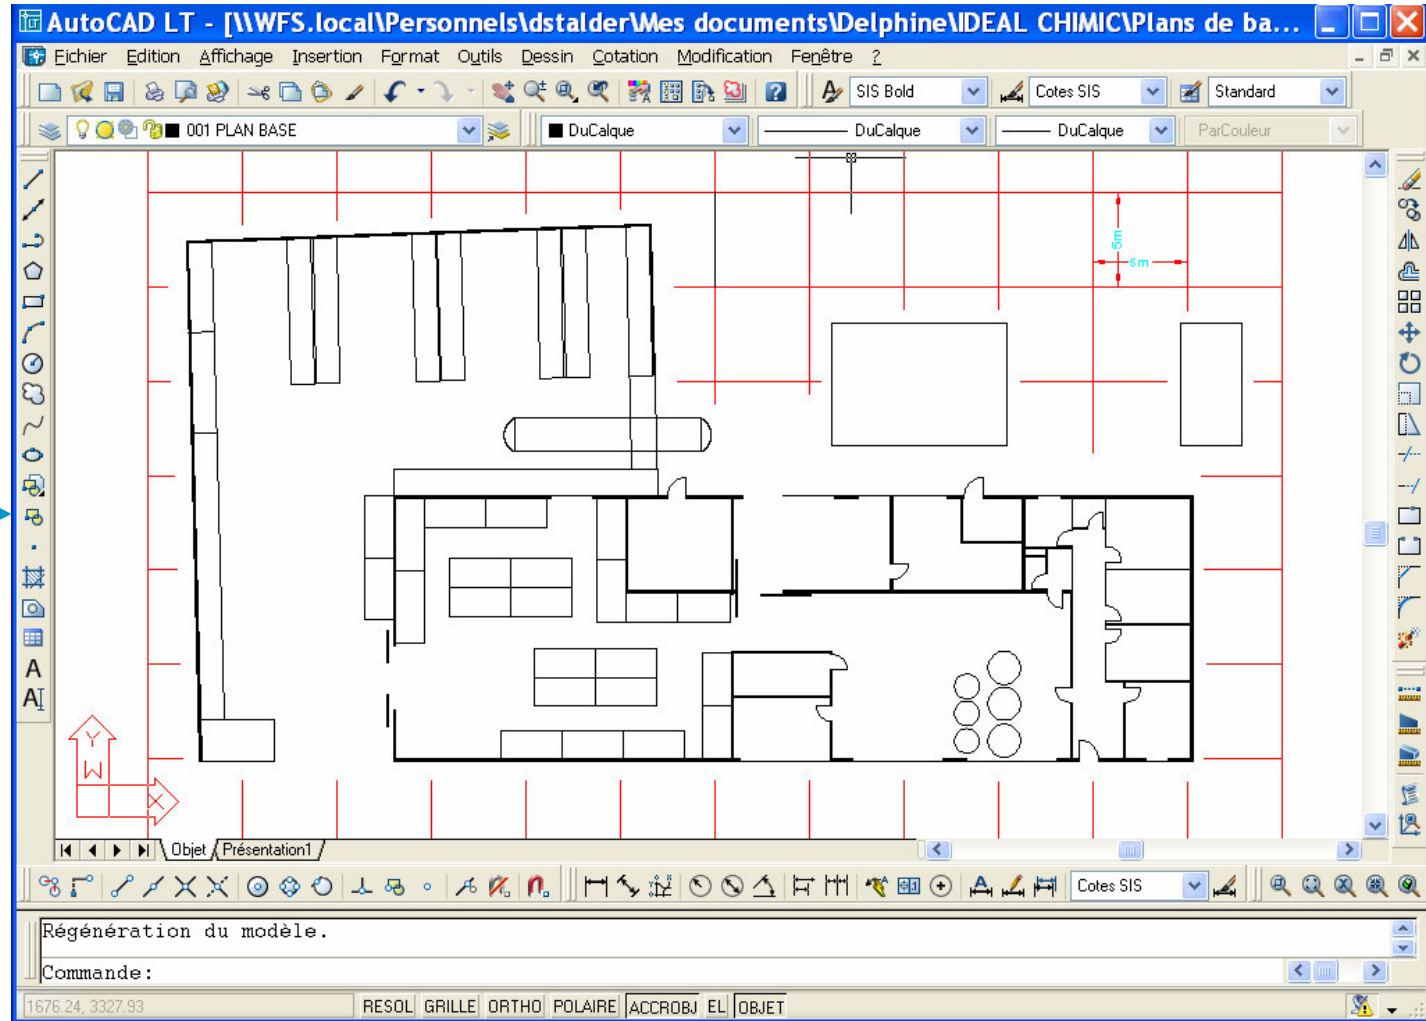 AutoCAD LT - [\\WFS.local\Personnels\dstalder\Mes documents\Delphine\IDEAL CHIMIC\Plans de ba...
Eichier Edition Affichage Insertion Format Outils Dessin Cotation Modification Fenêtre ?
SIS Bold Cotes SIS Standard
001 PLAN BASE DuCalque DuCalque DuCalque ParCouleur
6m
6m
Y
W
X
A
A
Objet Présentation1
Cotes SIS
Régénération du modèle.
Commande:
1676.24, 3327.93 RESOL GRILLE ORTHO POLAIRE ACCROBJ EL OBJET